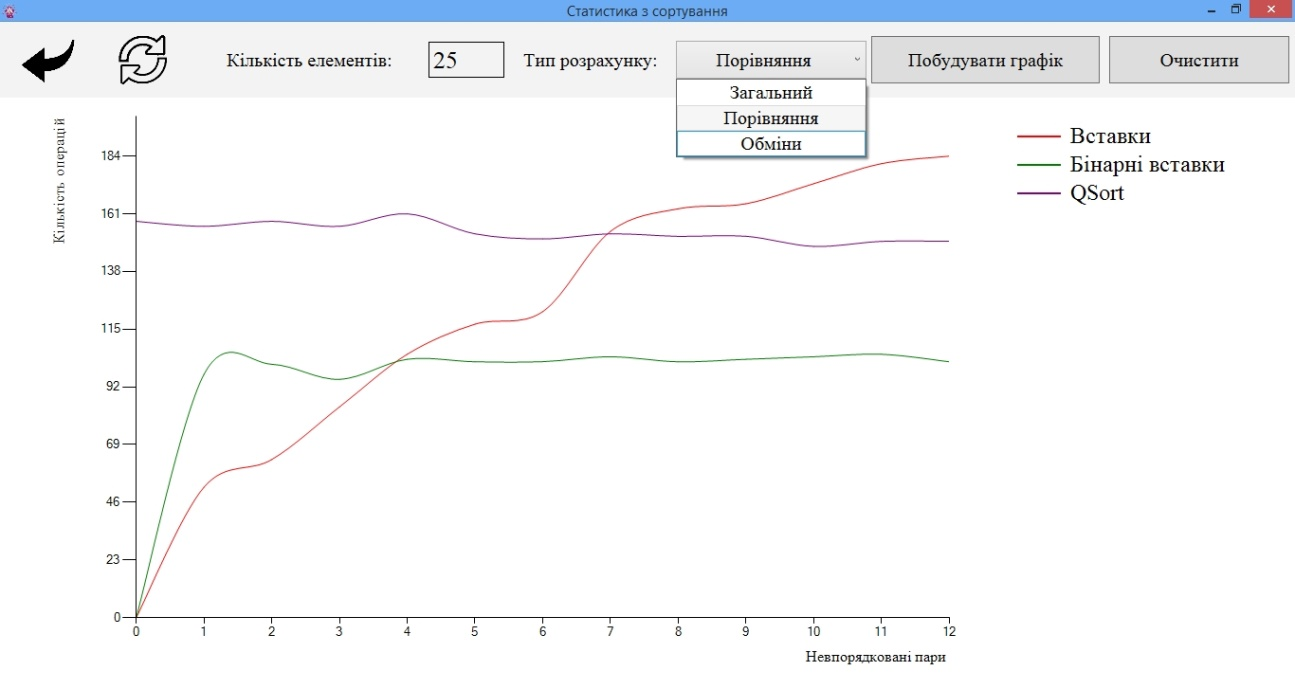 Статистика з сортування
Кількість елементів:
25
Тип розрахунку:
Порівняння
Побудувати графік
Очистити
Загальний
Порівняння
Обміни
Кількість операцій
Вставки
Бінарні вставки
QSort
184
161
138
115
92
69
46
23
0
0 1 2 3 4 5 6 7 8 9 10 11 12
Невпорядковані пари